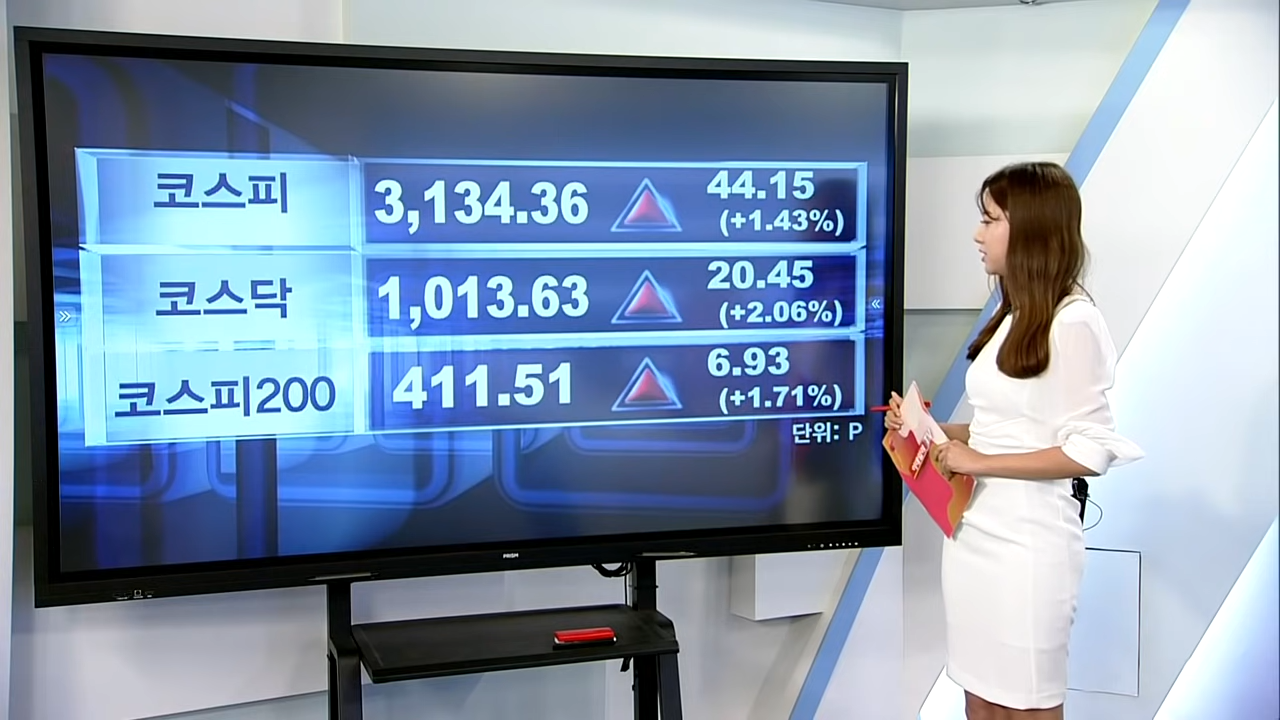 코스피 3,134.36 44.15
(+1.43%)
코스닥 1,013.63 20.45
(+2.06%)
코스피200 411.51 6.93
(+1.71%)
단위: P
PRISM